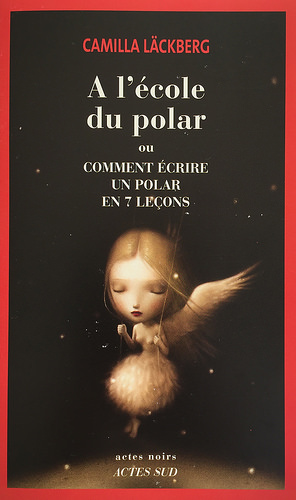 CAMILLA LÄCKBERG
A l'école
du polar
ou
COMMENT ÉCRIRE
UN POLAR
EN 7 LEÇONS
actes noirs
ACTES SUD